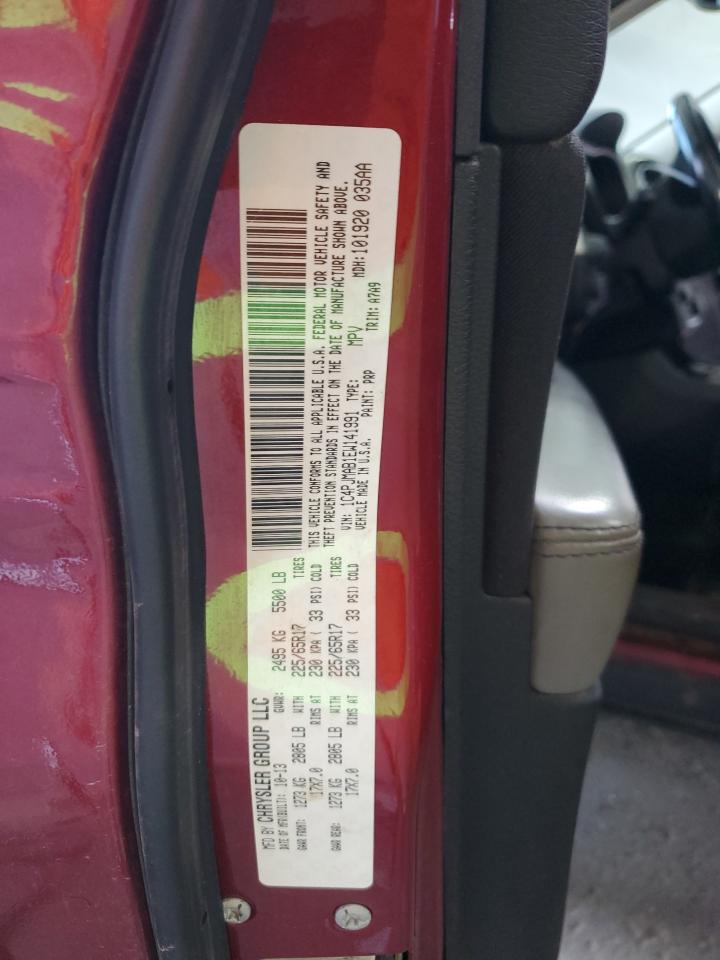 MFD BY CHRYSLER GROUP LLC
DATE OF MFR(BUILT): 10-13 GVWR: 2495 KG 5500 LB
GAWR FRONT: 1273 KG 2805 LB WITH 225/65R17 TIRES
17X7.0 RIMS AT 230 KPA ( 33 PSI) COLD
GAWR REAR: 1273 KG 2805 LB WITH 225/65R17 TIRES
17X7.0 RIMS AT 230 KPA ( 33 PSI) COLD
THIS VEHICLE CONFORMS TO ALL APPLICABLE U.S.A. FEDERAL MOTOR VEHICLE SAFETY AND
THEFT PREVENTION STANDARDS IN EFFECT ON THE DATE OF MANUFACTURE SHOWN ABOVE.
VIN: 1C4PJMAB1EW141991 TYPE: MPV MDH: 101920 035AA
VEHICLE MADE IN U.S.A. PAINT: PRP TRIM: A7A9